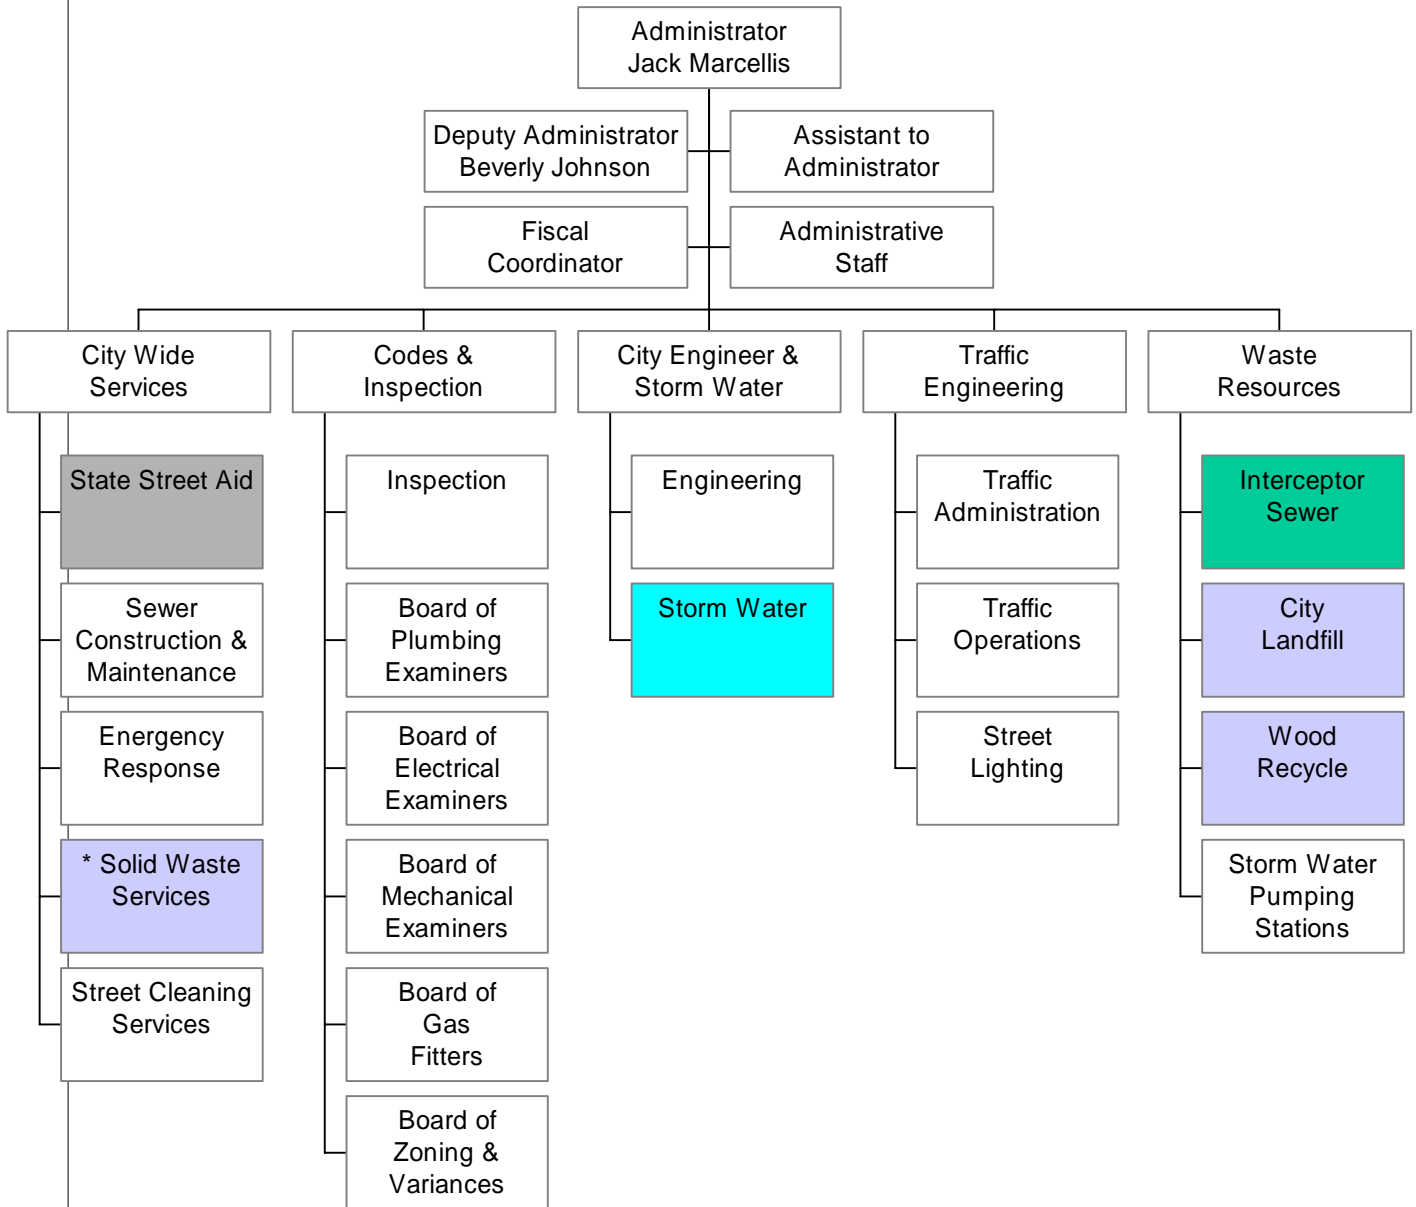 Administrator
Jack Marcellis
Deputy Administrator
Beverly Johnson
Assistant to
Administrator
Fiscal
Coordinator
Administrative
Staff
City Wide
Services
Codes &
Inspection
City Engineer &
Storm Water
Traffic
Engineering
Waste
Resources
State Street Aid
Sewer
Construction &
Maintenance
Energency
Response
* Solid Waste
Services
Street Cleaning
Services
Inspection
Board of
Plumbing
Examiners
Board of
Electrical
Examiners
Board of
Mechanical
Examiners
Board of
Gas
Fitters
Board of
Zoning &
Variances
Engineering
Storm Water
Traffic
Administration
Traffic
Operations
Street
Lighting
Interceptor
Sewer
City
Landfill
Wood
Recycle
Storm Water
Pumping
Stations